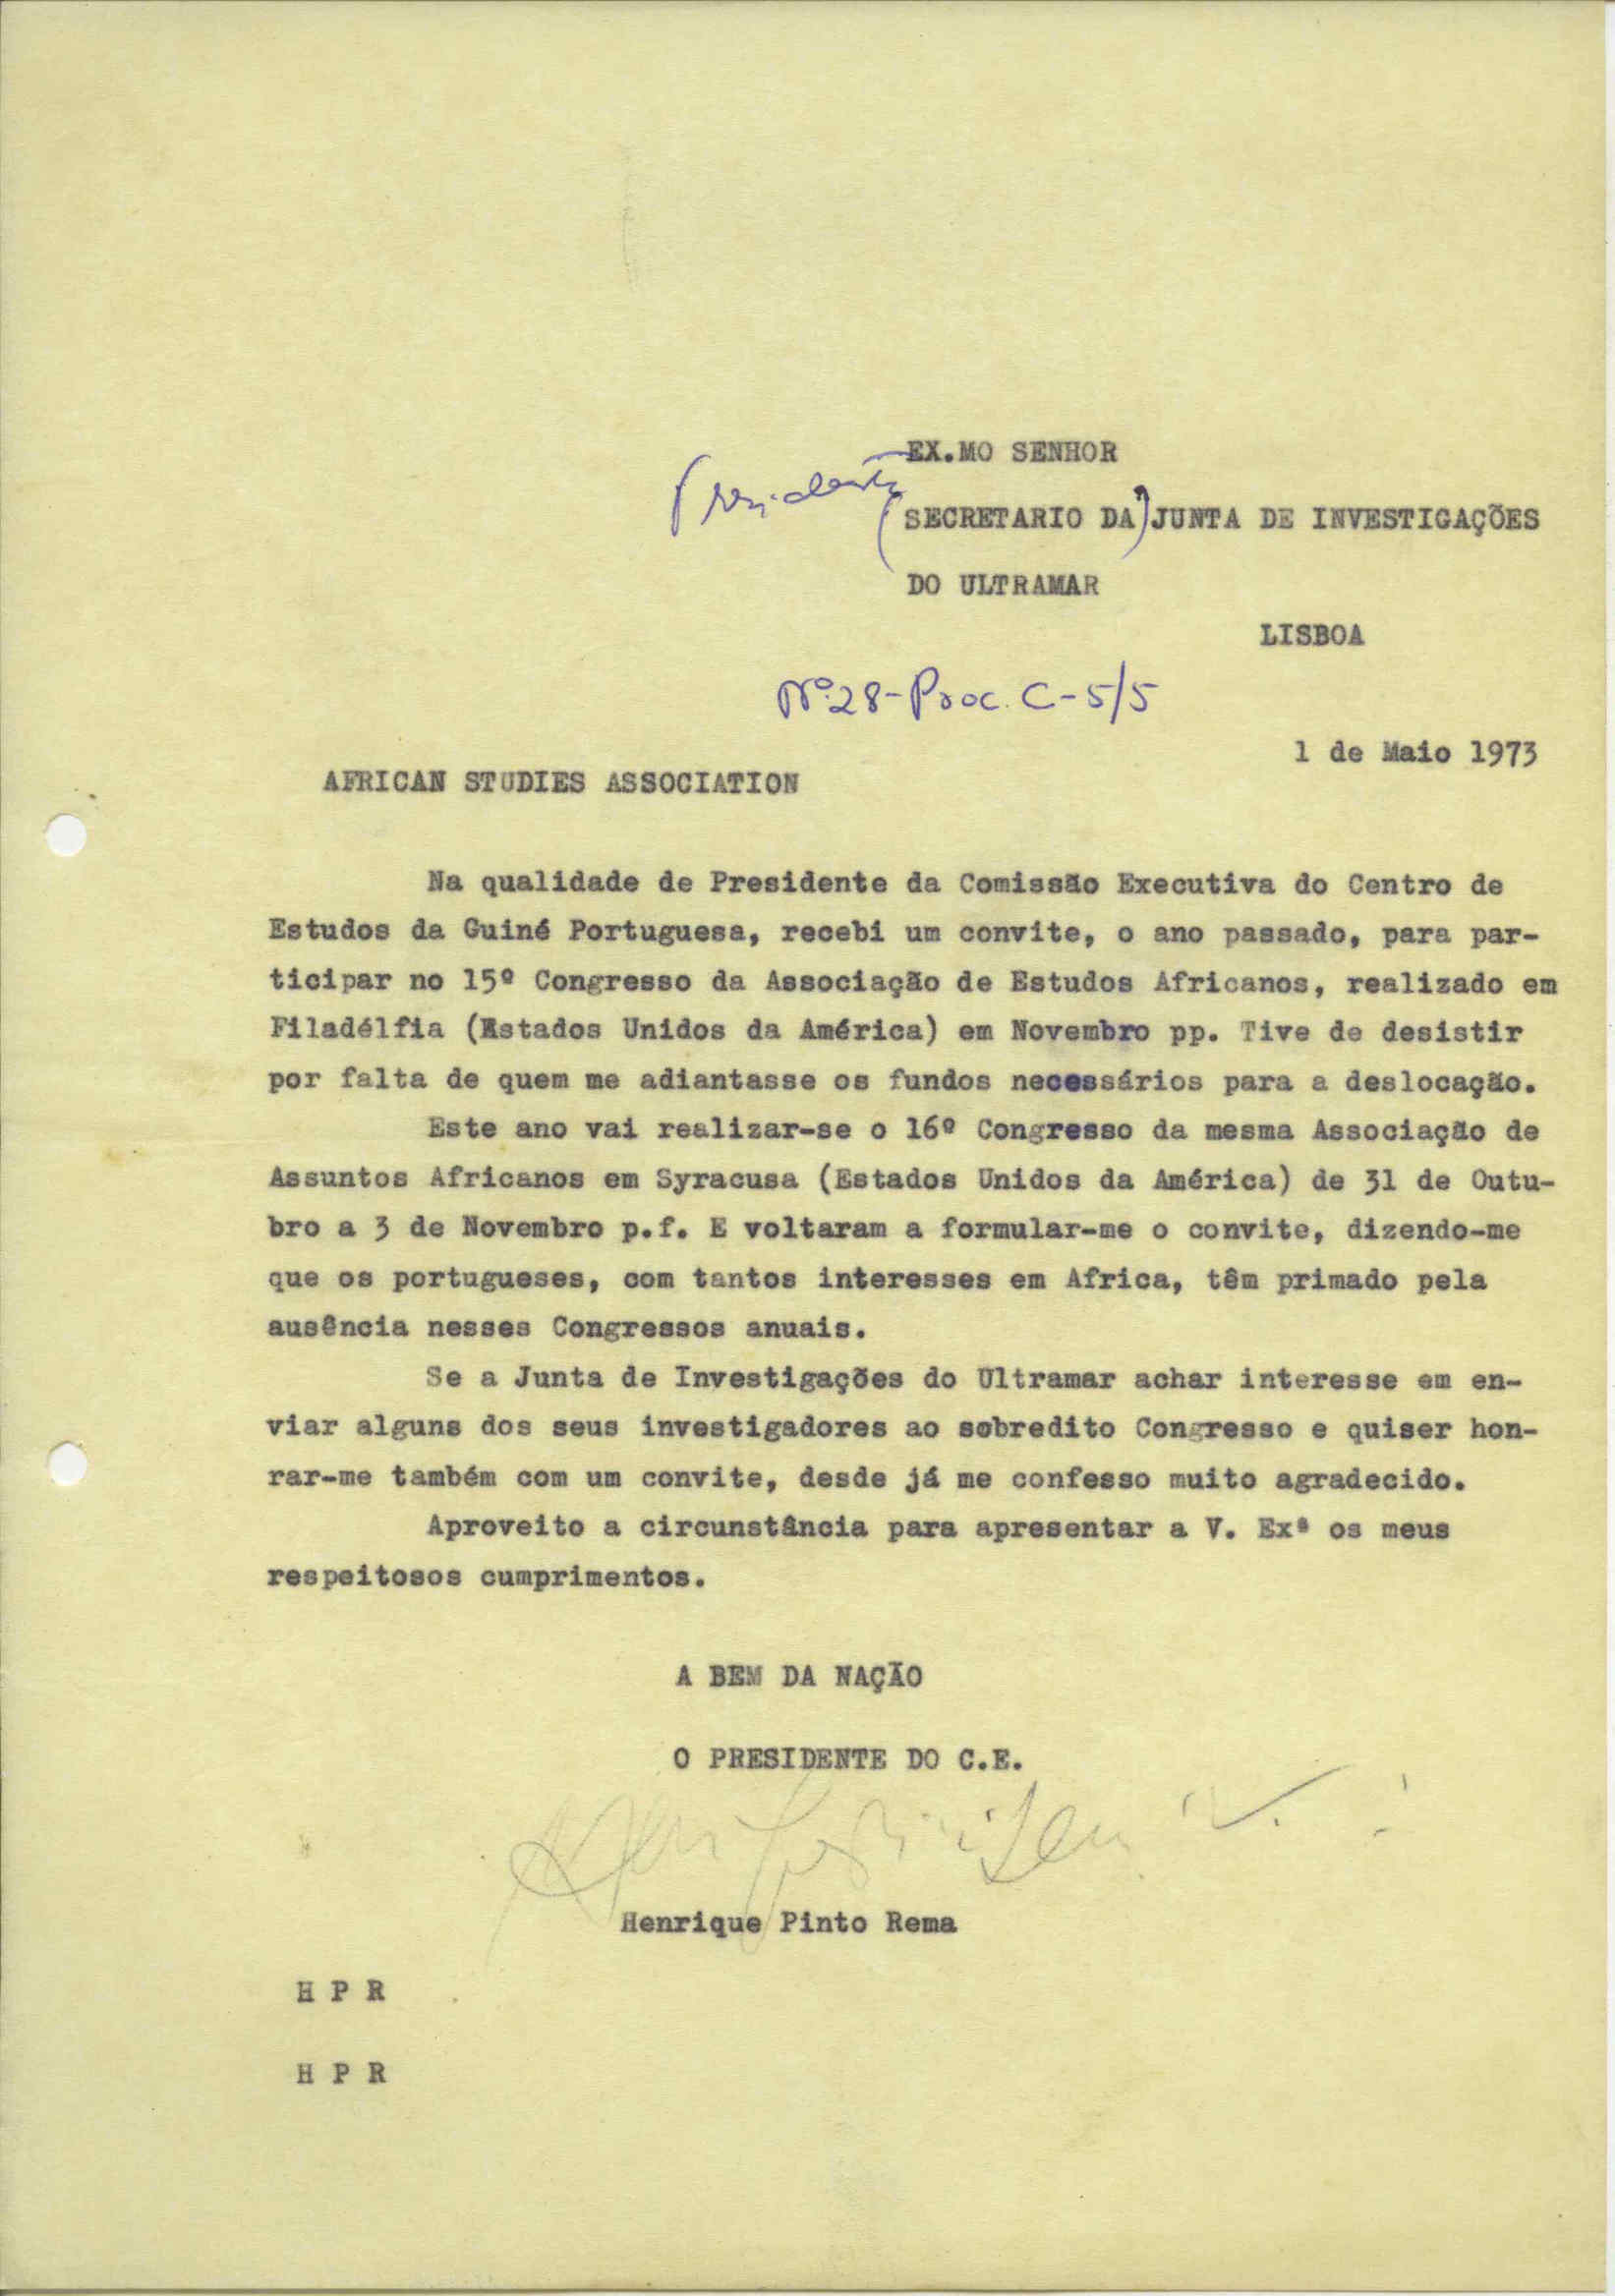 EX.MO SENHOR
Presidente
(SECRETARIO DA) JUNTA DE INVESTIGAÇÕES
DO ULTRAMAR
LISBOA
Nº 28 - Proc. C - 5/5
1 de Maio 1973
AFRICAN STUDIES ASSOCIATION
Na qualidade de Presidente da Comissão Executiva do Centro de
Estudos da Guiné Portuguesa, recebi um convite, o ano passado, para par-
ticipar no 15º Congresso da Associação de Estudos Africanos, realizado em
Filadélfia (Estados Unidos da América) em Novembro pp. Tive de desistir
por falta de quem me adiantasse os fundos necessários para a deslocação.
Este ano vai realizar-se o 16º Congresso da mesma Associação de
Assuntos Africanos em Syracusa (Estados Unidos da América) de 31 de Outu-
bro a 3 de Novembro p.f. E voltaram a formular-me o convite, dizendo-me
que os portugueses, com tantos interesses em Africa, têm primado pela
ausência nesses Congressos anuais.
Se a Junta de Investigações do Ultramar achar interesse em en-
viar alguns dos seus investigadores ao sobredito Congresso e quiser hon-
rar-me também com um convite, desde já me confesso muito agradecido.
Aproveito a circunstância para apresentar a V. Exª os meus
respeitosos cumprimentos.
A BEM DA NAÇÃO
O PRESIDENTE DO C.E.
Henrique Pinto Rema
H P R
H P R